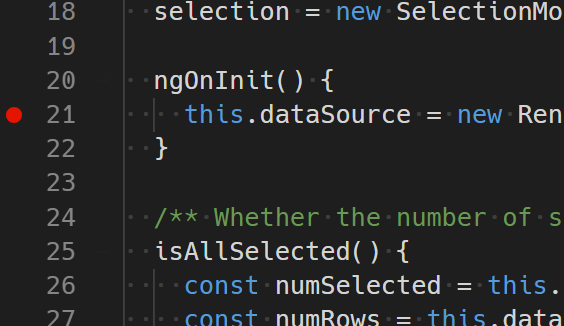 18 selection = new SelectionMo
19
20 ngOnInit() {
21 this.dataSource = new Ren
22 }
23
24 /** Whether the number of s
25 isAllSelected() {
26 const numSelected = this.
27 const numRows = this.data